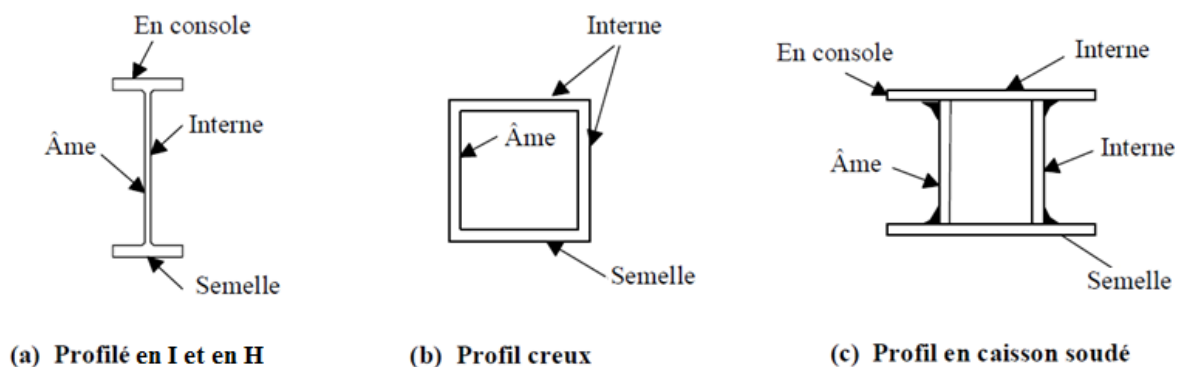 En console
Âme
Interne
Semelle
(a) Profilé en I et en H
Interne
Âme
Semelle
(b) Profil creux
En console
Interne
Âme
Interne
Semelle
(c) Profil en caisson soudé